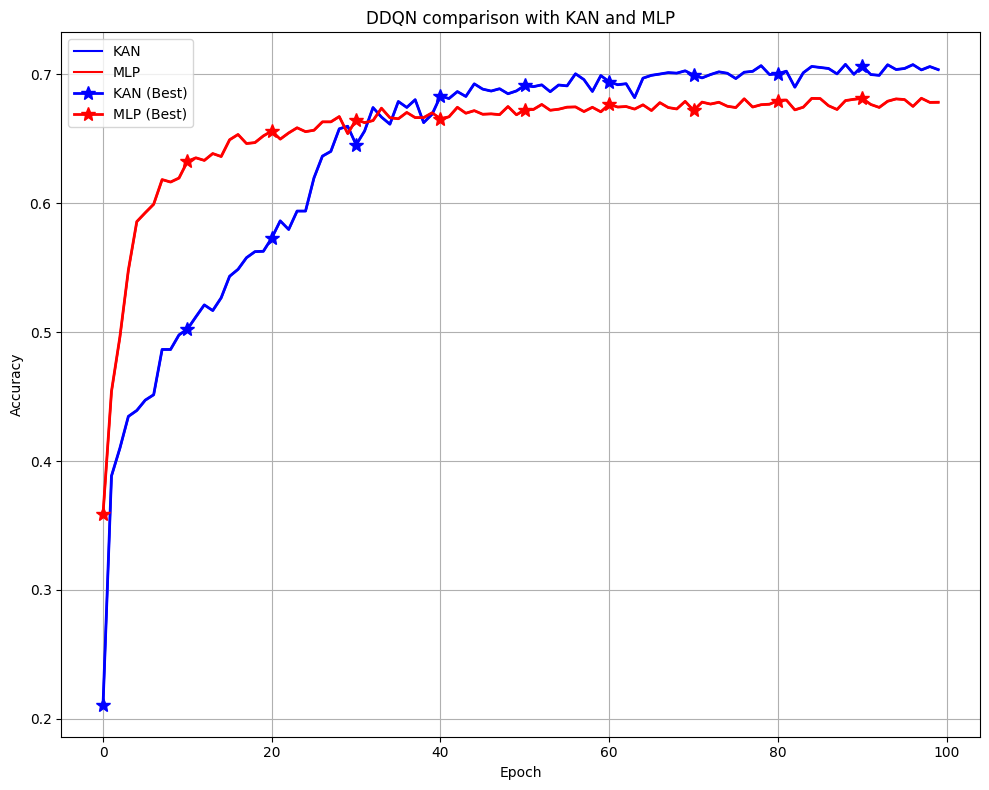 DDQN comparison with KAN and MLP
KAN
MLP
KAN (Best)
MLP (Best)
0.7
0.6
0.5
0.4
0.3
0.2
Accuracy
0
20
40
60
80
100
Epoch